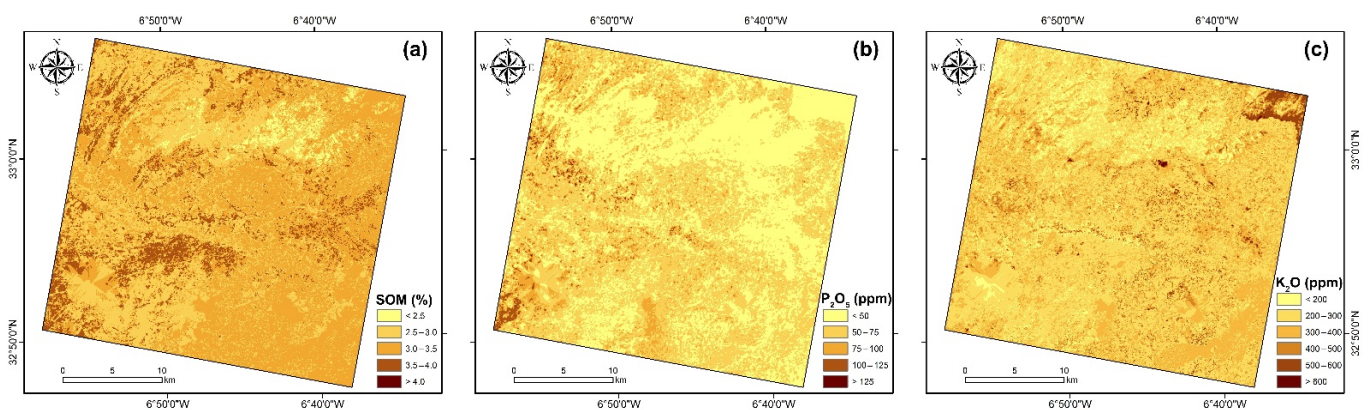 6°50'0"W 6°40'0"W 6°50'0"W 6°40'0"W 6°50'0"W 6°40'0"W
(a) (b) (c)
N N N
W E W E W E
S S S
33°0'0"N 33°0'0"N
SOM (%) P₂O₅ (ppm) K₂O (ppm)
< 2.5 < 50 < 200
2.5–3.0 50–75 200–300
3.0–3.5 75–100 300–400
3.5–4.0 100–125 400–500
> 4.0 > 125 500–600
> 600
32°50'0"N 32°50'0"N
0 5 10 0 5 10 0 5 10
km km km
6°50'0"W 6°40'0"W 6°50'0"W 6°40'0"W 6°50'0"W 6°40'0"W